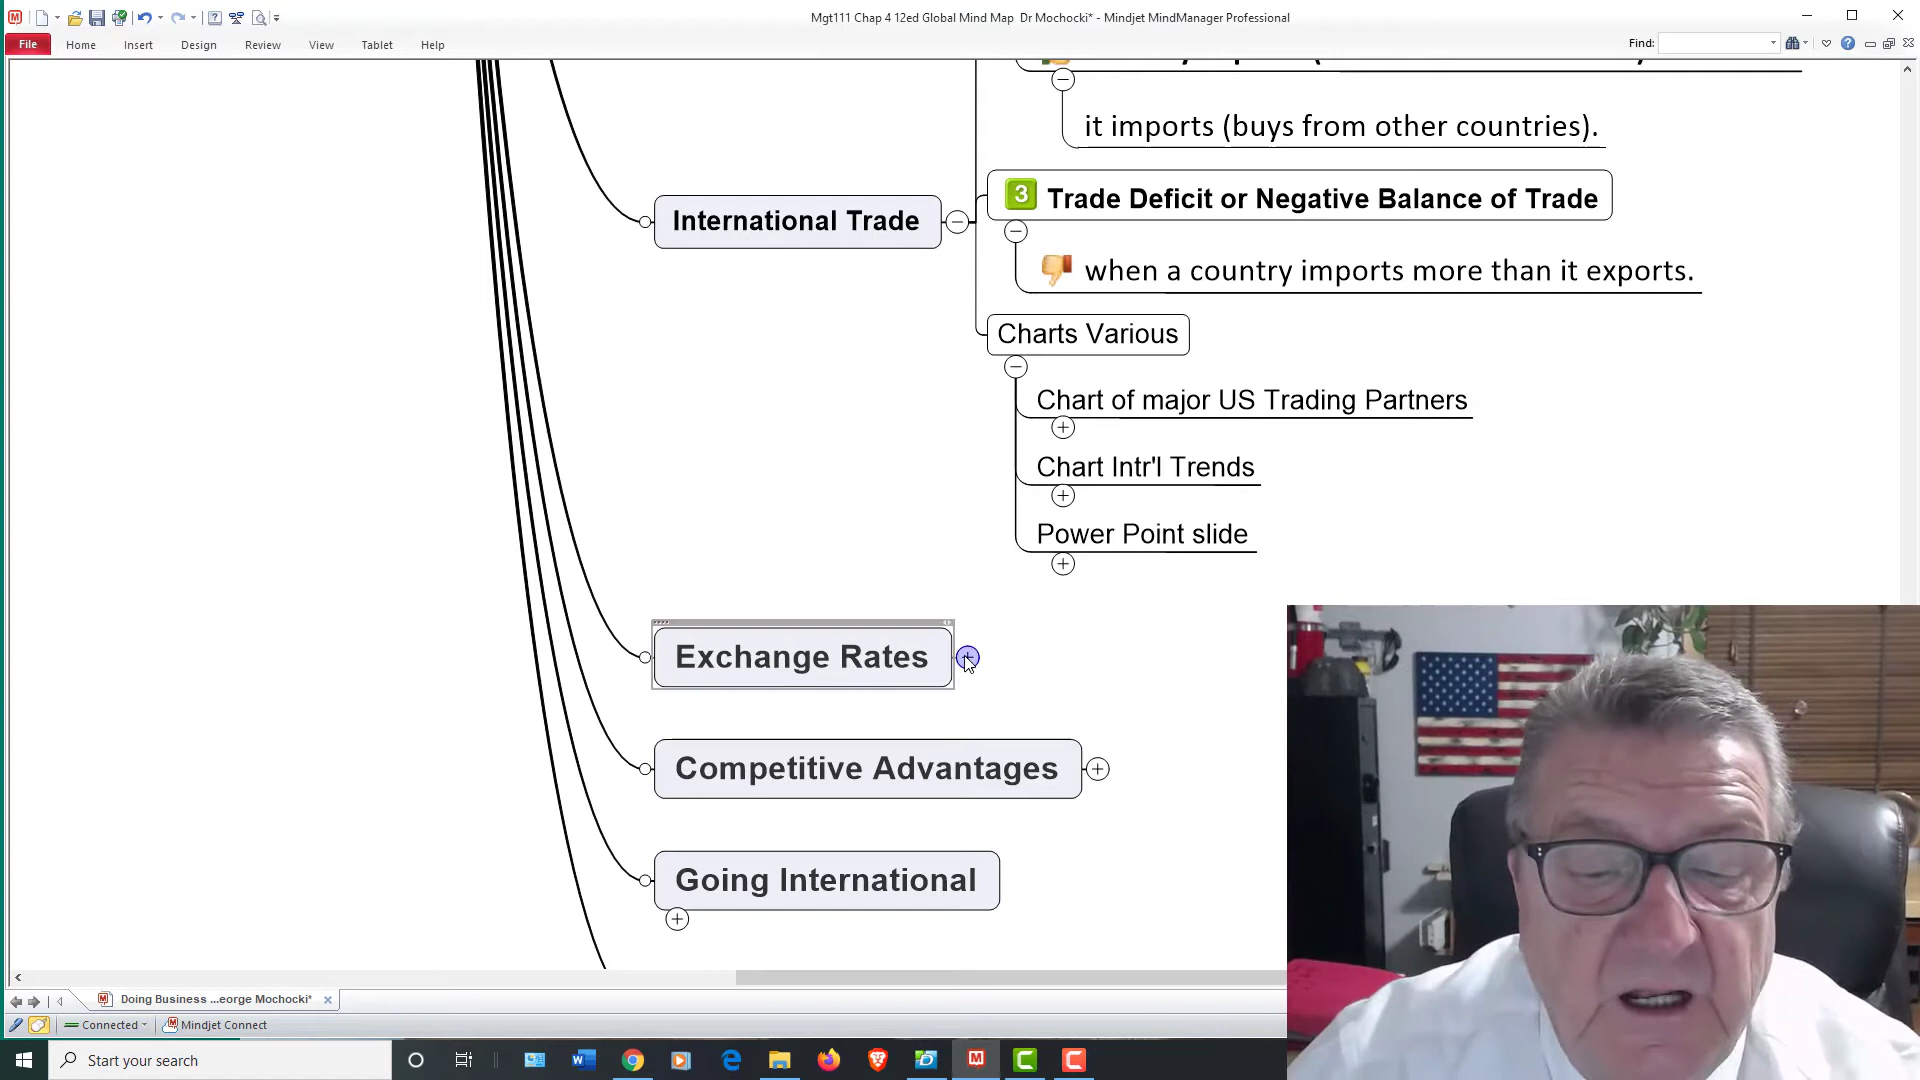 Mgt111 Chap 4 12ed Global Mind Map Dr Mochocki* - Mindjet MindManager Professional
File Home Insert Design Review View Tablet Help
Find:
it imports (buys from other countries).
International Trade
3 Trade Deficit or Negative Balance of Trade
when a country imports more than it exports.
Charts Various
Chart of major US Trading Partners
Chart Intr'l Trends
Power Point slide
Exchange Rates
Competitive Advantages
Going International
Doing Business ...eorge Mochocki*
Connected Mindjet Connect
Start your search